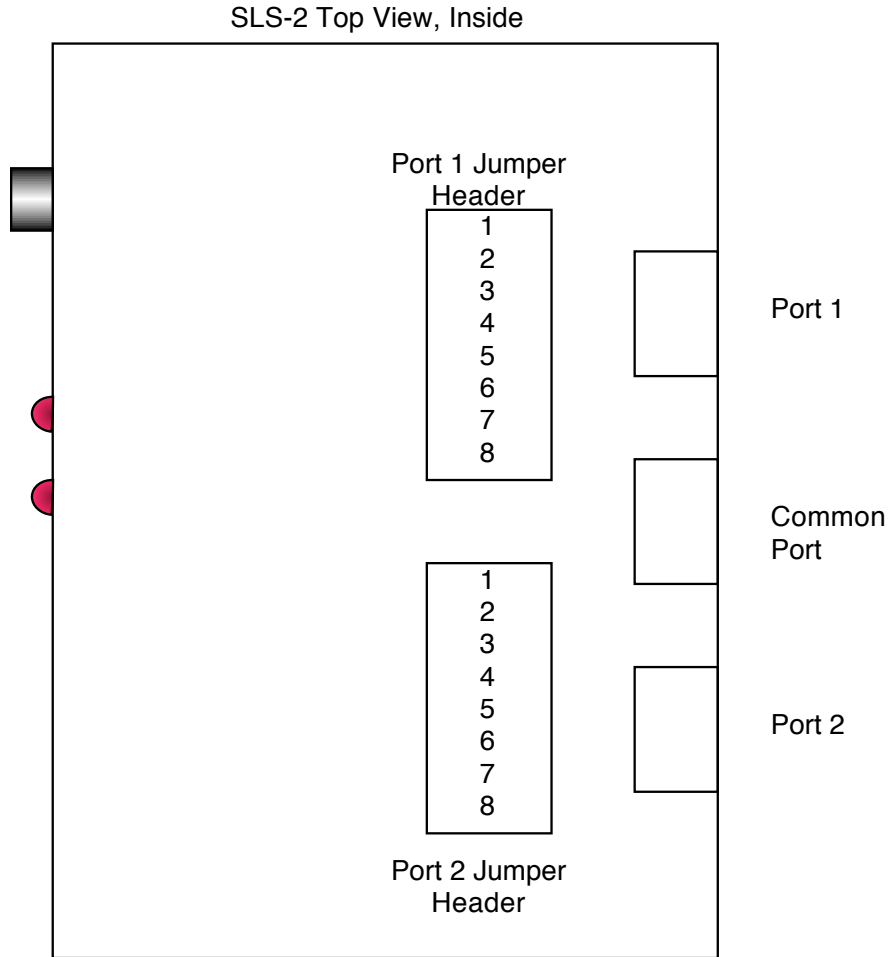 SLS-2 Top View, Inside
Port 1 Jumper
Header
1
2
3
4
5
6
7
8
Port 1
Common
Port
1
2
3
4
5
6
7
8
Port 2
Port 2 Jumper
Header